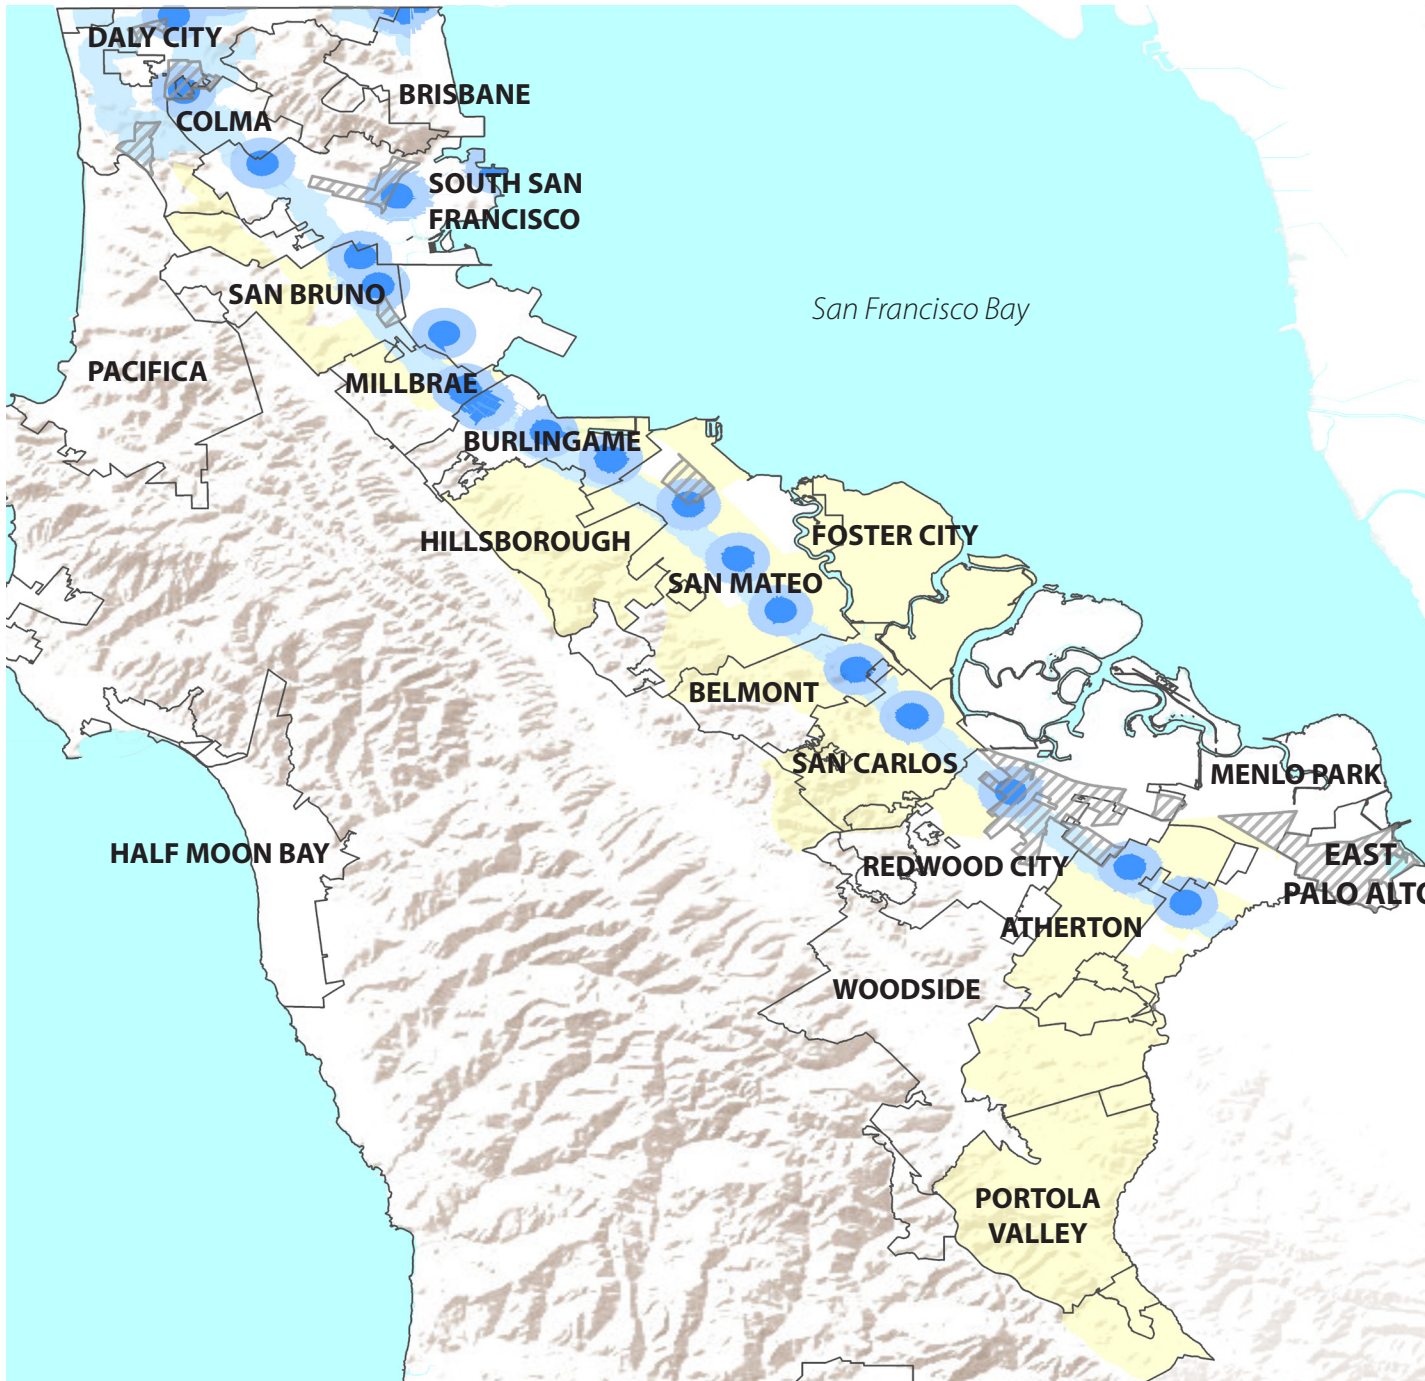 DALY CITY
BRISBANE
COLMA
SOUTH SAN
FRANCISCO
SAN BRUNO
San Francisco Bay
PACIFICA
MILLBRAE
BURLINGAME
HILLSBOROUGH
FOSTER CITY
SAN MATEO
BELMONT
SAN CARLOS
MENLO PARK
HALF MOON BAY
REDWOOD CITY
EAST
PALO ALTO
ATHERTON
WOODSIDE
PORTOLA
VALLEY